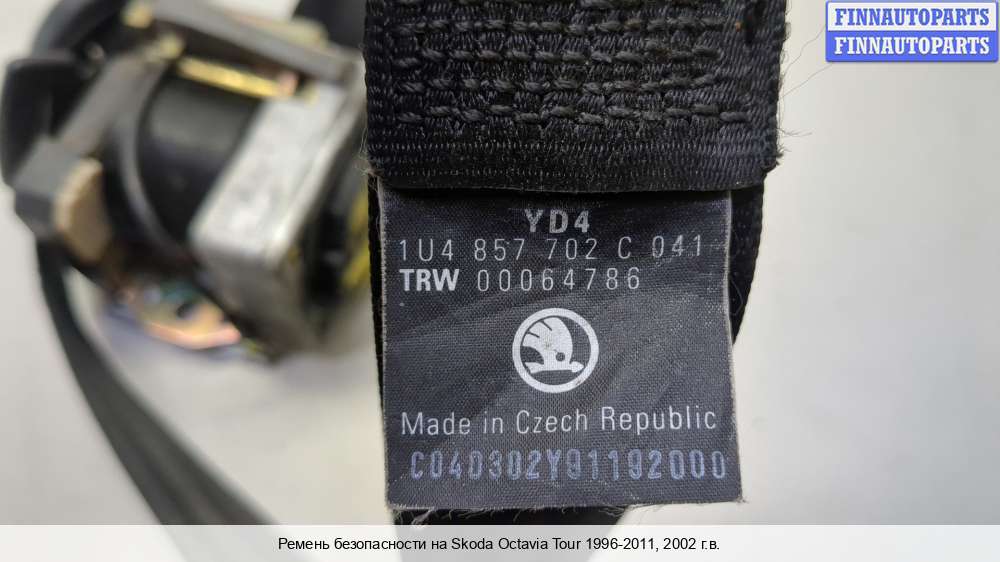 FINNAUTOPARTS
FINNAUTOPARTS
YD4
1U4 857 702 C 041
TRW 00064786
Made in Czech Republic
C040302Y91192000
Ремень безопасности на Skoda Octavia Tour 1996-2011, 2002 г.в.